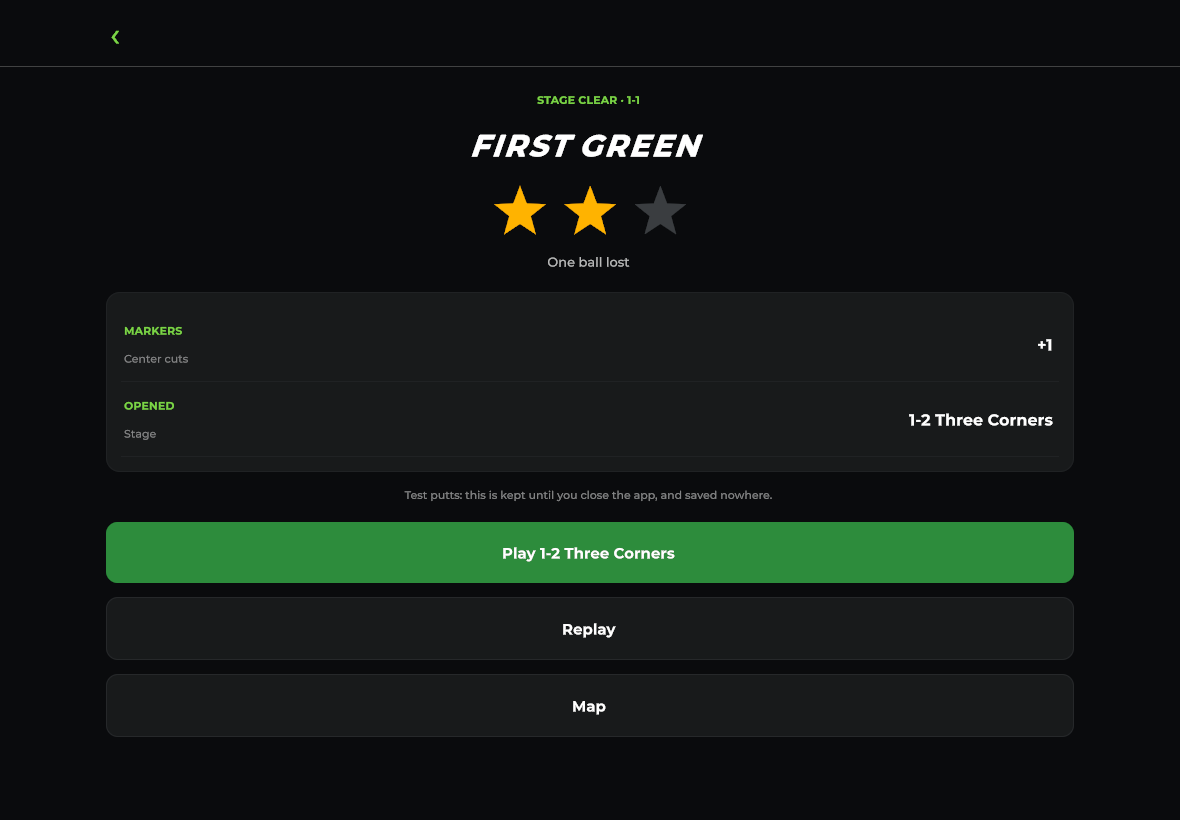 STAGE CLEAR · 1-1
FIRST GREEN
One ball lost
MARKERS
Center cuts
+1
OPENED
Stage
1-2 Three Corners
Test putts: this is kept until you close the app, and saved nowhere.
Play 1-2 Three Corners
Replay
Map